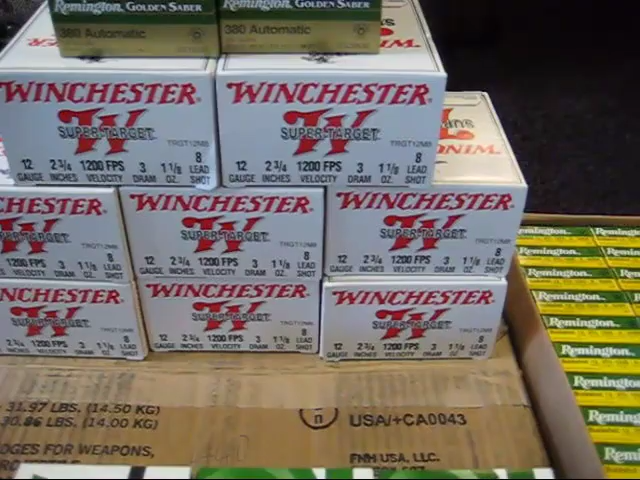 Remington. GOLDEN SABER
Remington. GOLDEN SABER
380 Automatic
380 Automatic
WINCHESTER
SUPER-TARGET
TRGT12M8
12 2 3/4 1200 FPS 3 1 1/8 8
GAUGE INCHES VELOCITY DRAM OZ. LEAD SHOT
WINCHESTER
SUPER-TARGET
TRGT12M8
12 2 3/4 1200 FPS 3 1 1/8 8
GAUGE INCHES VELOCITY DRAM OZ. LEAD SHOT
WINCHESTER
SUPER-TARGET
TRGT12M8
1200 FPS 3 1 1/8 8
VELOCITY DRAM OZ. LEAD SHOT
WINCHESTER
SUPER-TARGET
TRGT12M8
12 2 3/4 1200 FPS 3 1 1/8 8
GAUGE INCHES VELOCITY DRAM OZ. LEAD SHOT
WINCHESTER
SUPER-TARGET
TRGT12M8
12 2 3/4 1200 FPS 3 1 1/8 8
GAUGE INCHES VELOCITY DRAM OZ. LEAD SHOT
WINCHESTER
SUPER-TARGET
TRGT12M8
2 3/4 1200 FPS 3 1 1/8 8
INCHES VELOCITY DRAM OZ. LEAD SHOT
WINCHESTER
SUPER-TARGET
TRGT12M8
12 2 3/4 1200 FPS 3 1 1/8 8
GAUGE INCHES VELOCITY DRAM OZ. LEAD SHOT
WINCHESTER
SUPER-TARGET
TRGT12M8
12 2 3/4 1200 FPS 3 1 1/8 8
GAUGE INCHES VELOCITY DRAM OZ. LEAD SHOT
Remington
Remington
Remington
Remington
Remington
Remington
Remington
Remington
Remington
31.97 LBS. (14.50 KG)
30.86 LBS. (14.00 KG)
n
USA/+CA0043
FOR WEAPONS,
FNH USA, LLC.